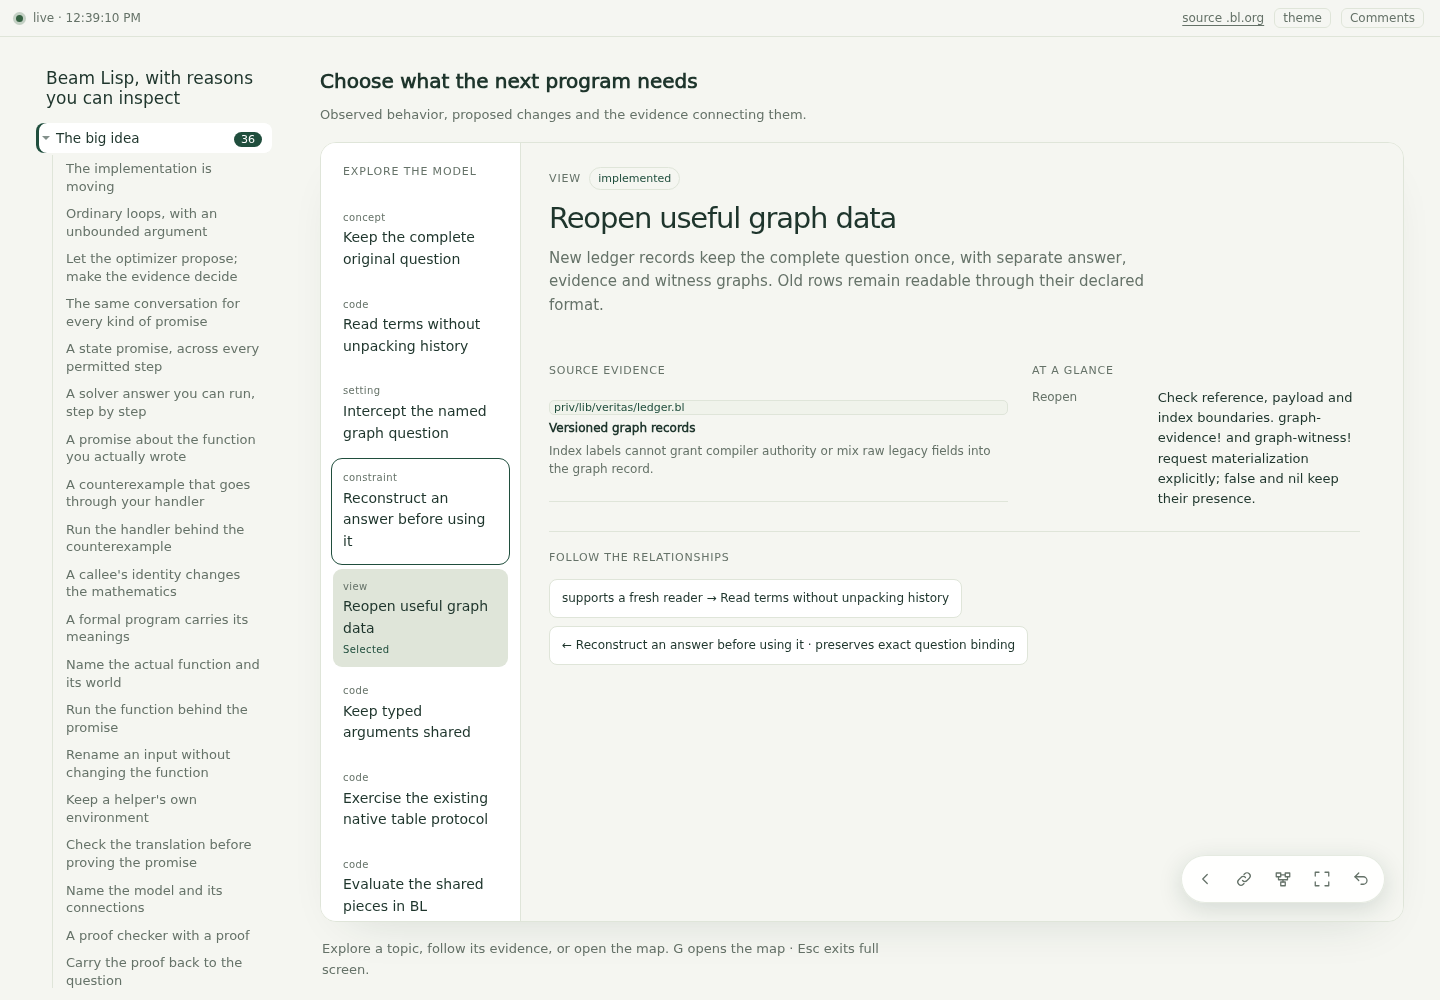 live · 12:39:10 PM
source .bl.org
theme
Comments
Beam Lisp, with reasons
you can inspect
The big idea
36
The implementation is
moving
Ordinary loops, with an
unbounded argument
Let the optimizer propose;
make the evidence decide
The same conversation for
every kind of promise
A state promise, across every
permitted step
A solver answer you can run,
step by step
A promise about the function
you actually wrote
A counterexample that goes
through your handler
Run the handler behind the
counterexample
A callee's identity changes
the mathematics
A formal program carries its
meanings
Name the actual function and
its world
Run the function behind the
promise
Rename an input without
changing the function
Keep a helper's own
environment
Check the translation before
proving the promise
Name the model and its
connections
A proof checker with a proof
Carry the proof back to the
question
Choose what the next program needs
Observed behavior, proposed changes and the evidence connecting them.
EXPLORE THE MODEL
concept
Keep the complete
original question
code
Read terms without
unpacking history
setting
Intercept the named
graph question
constraint
Reconstruct an
answer before using
it
view
Reopen useful graph
data
Selected
code
Keep typed
arguments shared
code
Exercise the existing
native table protocol
code
Evaluate the shared
pieces in BL
VIEW
implemented
Reopen useful graph data
New ledger records keep the complete question once, with separate answer,
evidence and witness graphs. Old rows remain readable through their declared
format.
SOURCE EVIDENCE
priv/lib/veritas/ledger.bl
Versioned graph records
Index labels cannot grant compiler authority or mix raw legacy fields into
the graph record.
AT A GLANCE
Reopen
Check reference, payload and
index boundaries. graph-
evidence! and graph-witness!
request materialization
explicitly; false and nil keep
their presence.
FOLLOW THE RELATIONSHIPS
supports a fresh reader → Read terms without unpacking history
← Reconstruct an answer before using it · preserves exact question binding
Explore a topic, follow its evidence, or open the map. G opens the map · Esc exits full
screen.